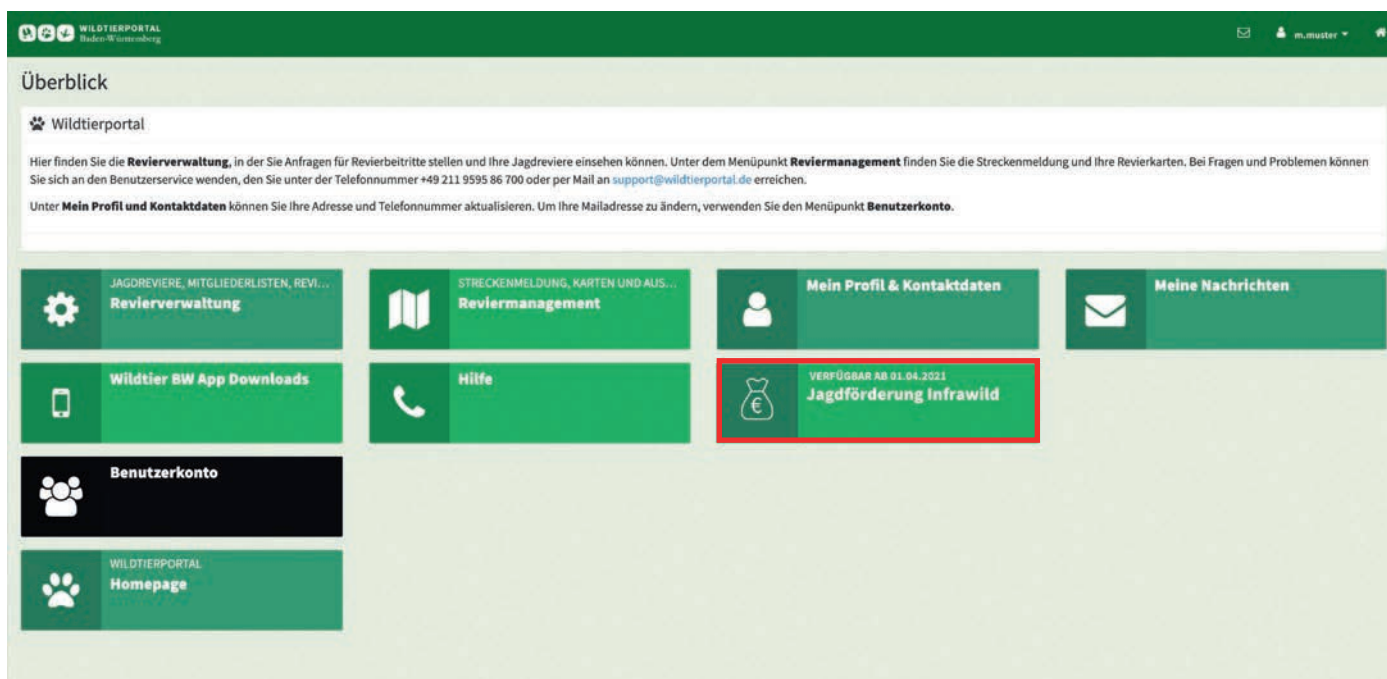 WILDTIERPORTAL
Baden-Württemberg
m.muster
Überblick
Wildtierportal
Hier finden Sie die Revierverwaltung, in der Sie Anfragen für Revierbeitritte stellen und Ihre Jagdreviere einsehen können. Unter dem Menüpunkt Reviermanagement finden Sie die Streckenmeldung und Ihre Revierkarten. Bei Fragen und Problemen können
Sie sich an den Benutzerservice wenden, den Sie unter der Telefonnummer +49 211 9595 86 700 oder per Mail an support@wildtierportal.de erreichen.
Unter Mein Profil und Kontaktdaten können Sie Ihre Adresse und Telefonnummer aktualisieren. Um Ihre Mailadresse zu ändern, verwenden Sie den Menüpunkt Benutzerkonto.
JAGDREVIERE, MITGLIEDERLISTEN, REVI...
Revierverwaltung
STRECKENMELDUNG, KARTEN UND AUS...
Reviermanagement
Mein Profil & Kontaktdaten
Meine Nachrichten
Wildtier BW App Downloads
Hilfe
VERFÜGBAR AB 01.04.2021
Jagdförderung Infrawild
Benutzerkonto
WILDTIERPORTAL
Homepage